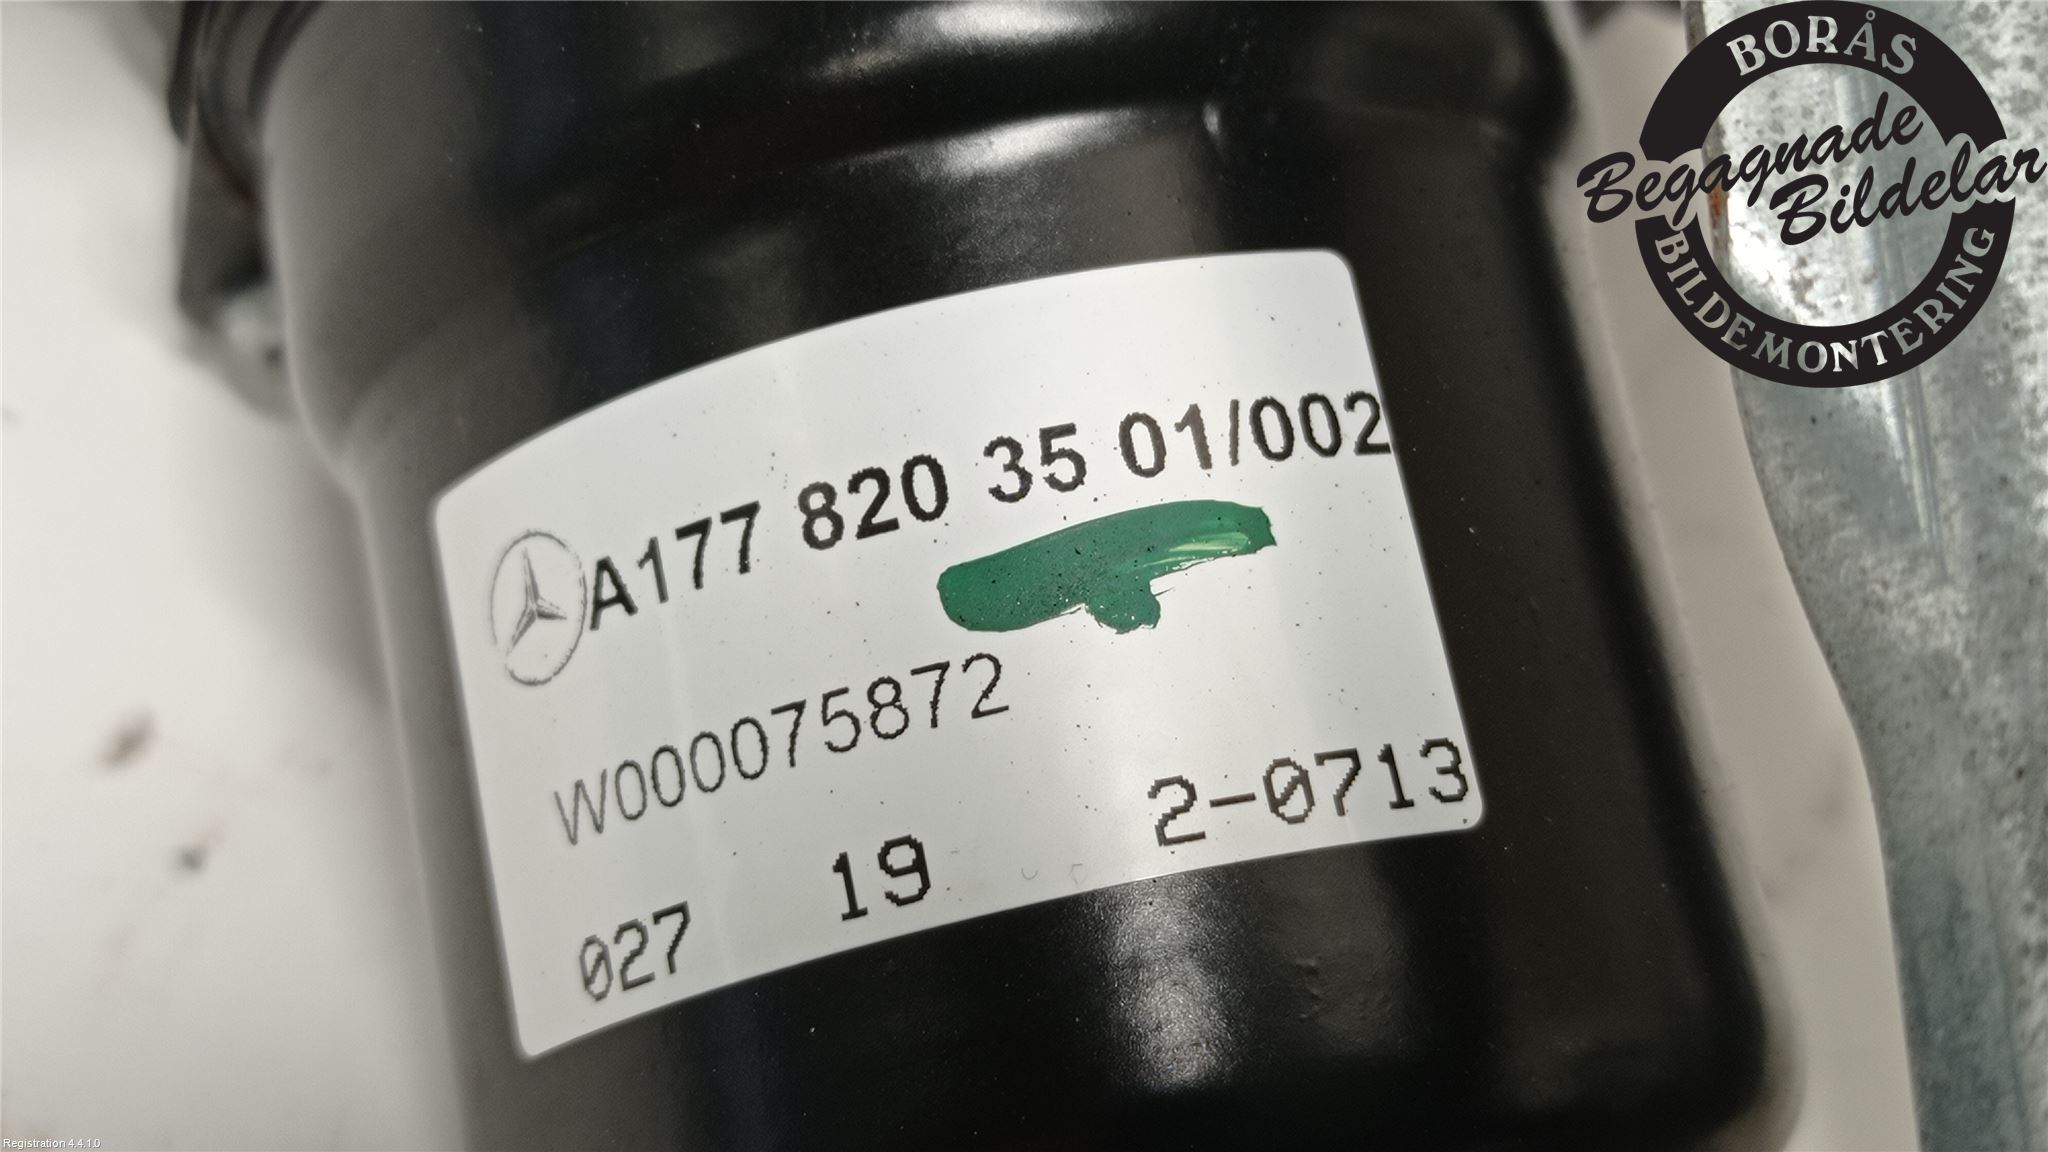 BORÅS
Begagnade
Bildelar
BILDEMONTERING
A177 820 35 01/002
W000075872
2-0713
027 19
Registration 4.4.1.0